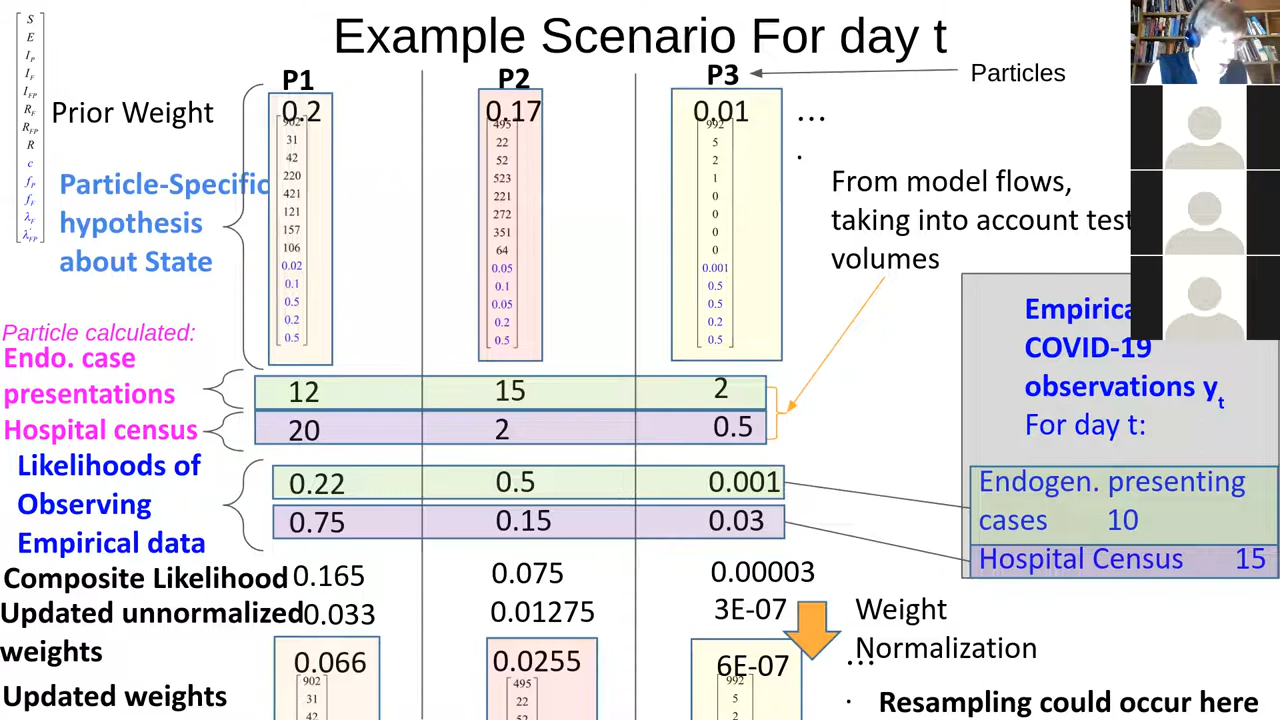 Example Scenario For day t
S
E
I_P
I_F
I_FP
R_F
R_FP
R
c
f_P
f_F
λ_F
P1 P2 P3 Particles
Prior Weight 0.2 0.17 0.01 …
.
Particle-Specific
hypothesis
about State
902
31
42
220
421
121
157
106
0.02
0.1
0.5
0.2
0.5
495
22
52
523
221
272
351
64
0.05
0.1
0.05
0.2
0.5
992
5
2
1
0
0
0
0
0.001
0.5
0.5
0.2
0.5
From model flows,
taking into account test
volumes
Particle calculated:
Endo. case
presentations 12 15 2
Hospital census 20 2 0.5
Likelihoods of
Observing
Empirical data
0.22 0.5 0.001
0.75 0.15 0.03
Composite Likelihood 0.165 0.075 0.00003
Updated unnormalized
weights
0.033 0.01275 3E-07
Updated weights
0.066 0.0255 6E-07 …
.
902
31
42
495
22
52
992
5
2
Empirica
COVID-19
observations y_t
For day t:
Endogen. presenting
cases 10
Hospital Census 15
Weight
Normalization
Resampling could occur here